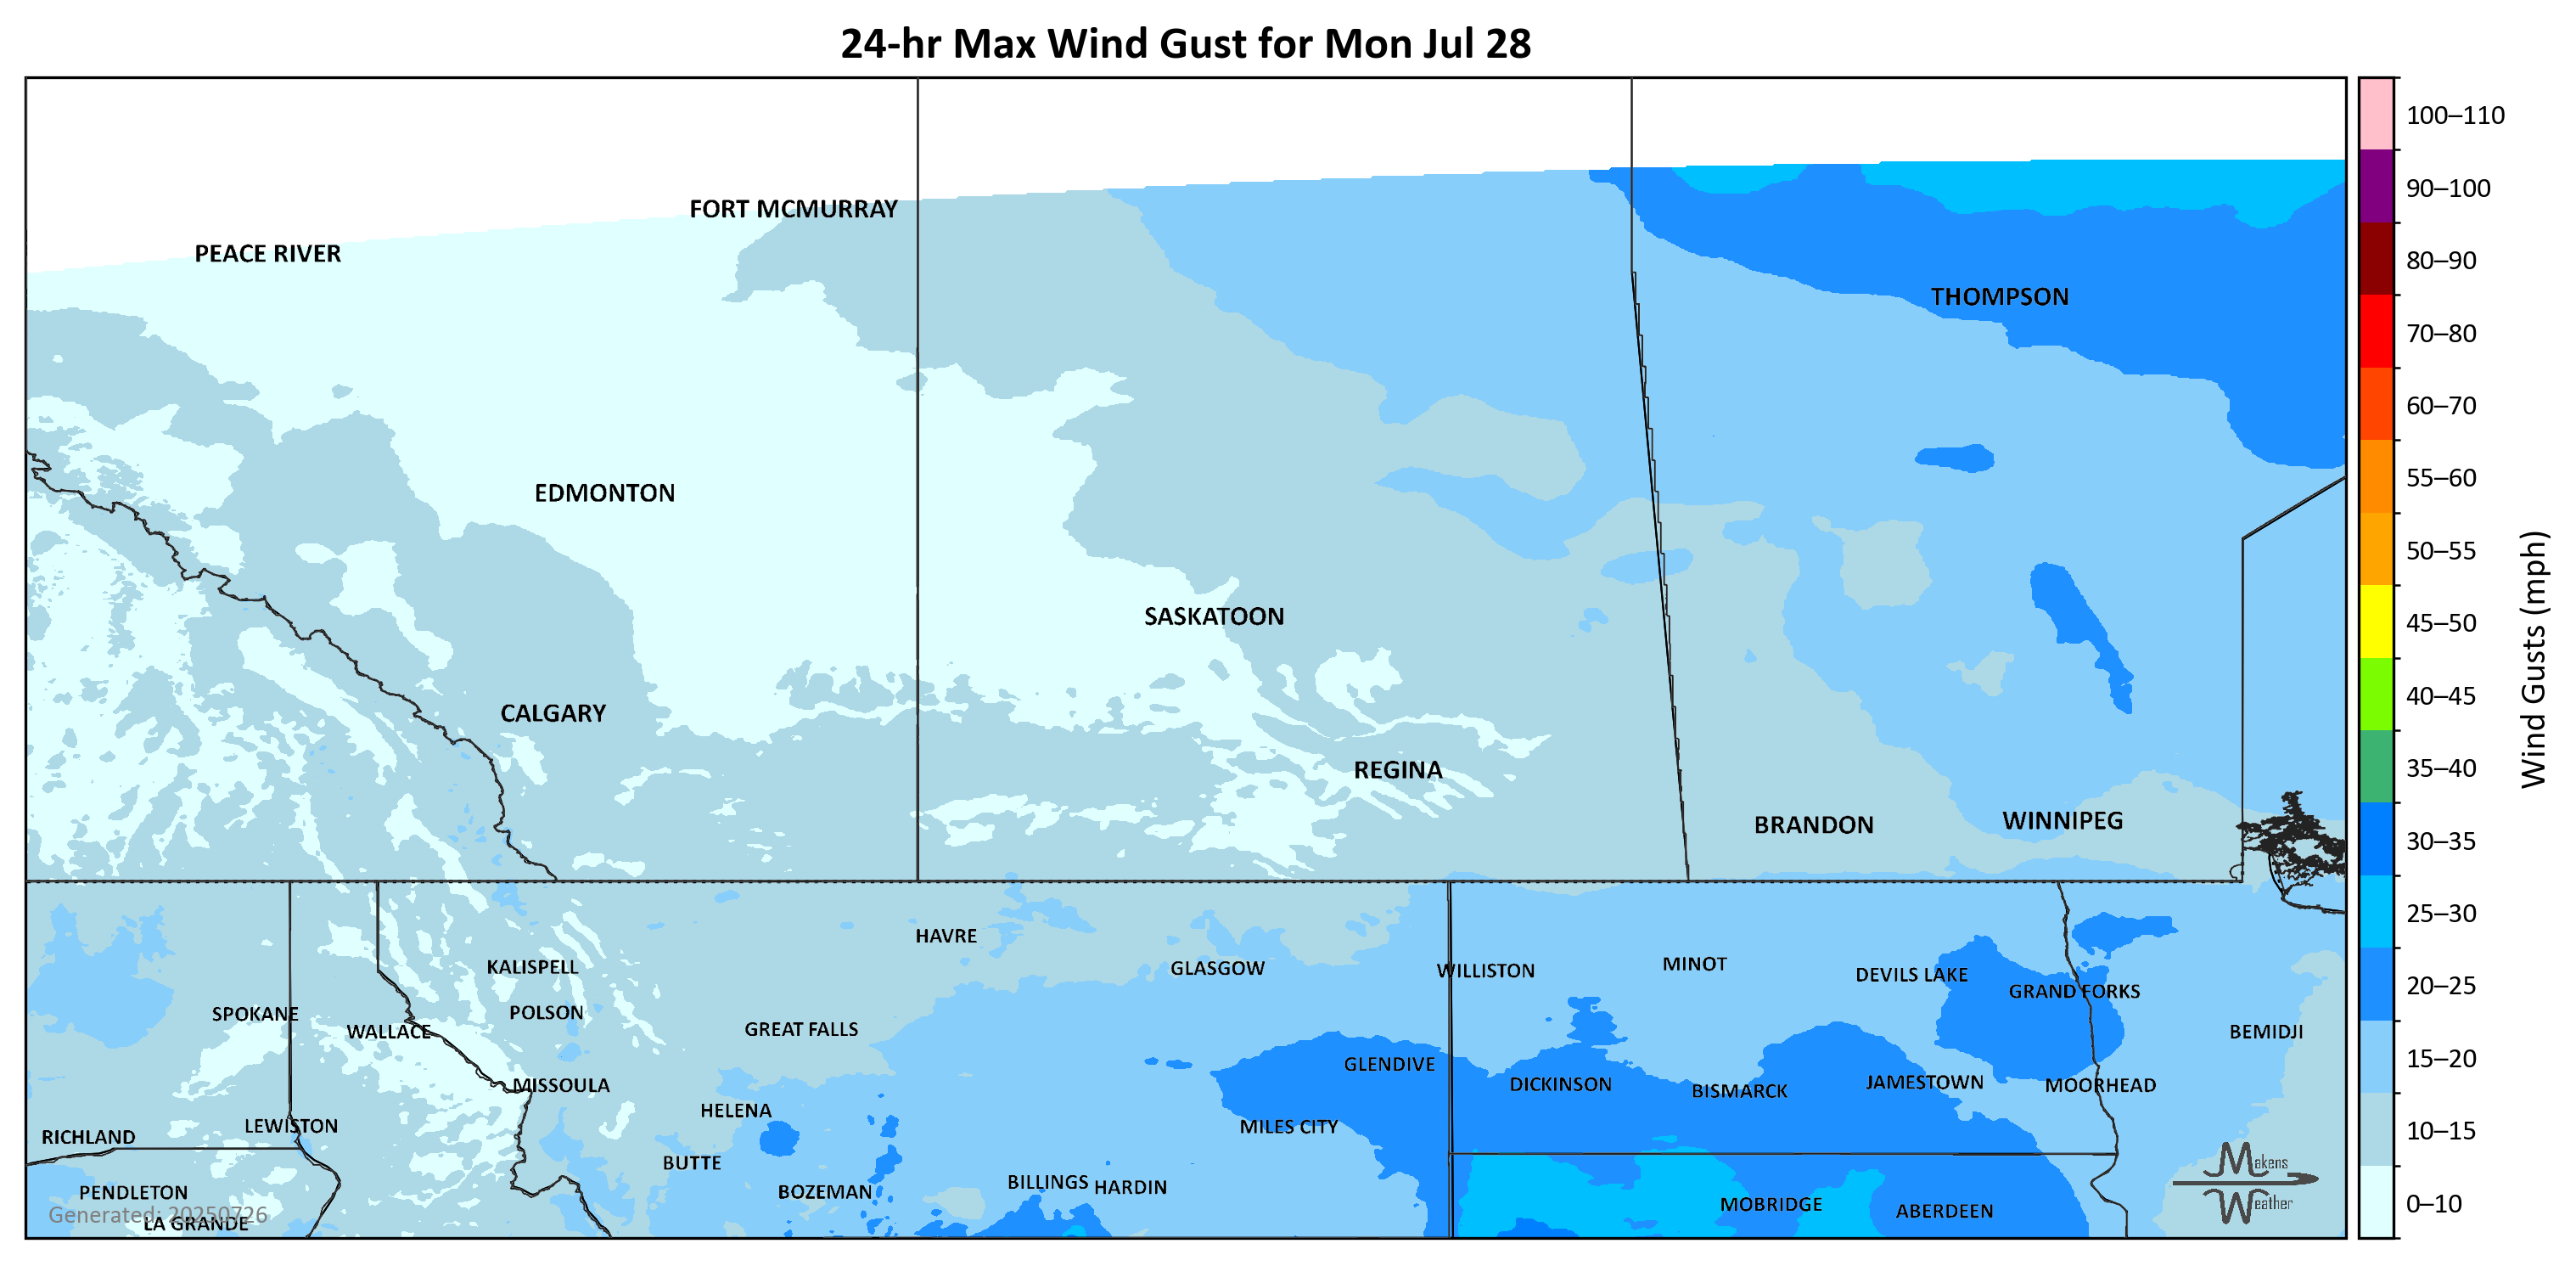 24-hr Max Wind Gust for Mon Jul 28
FORT MCMURRAY
PEACE RIVER
THOMPSON
EDMONTON
SASKATOON
CALGARY
REGINA
BRANDON
WINNIPEG
HAVRE
KALISPELL
GLASGOW
WILLISTON
MINOT
DEVILS LAKE
GRAND FORKS
SPOKANE
POLSON
WALLACE
GREAT FALLS
BEMIDJI
GLENDIVE
MISSOULA
DICKINSON
BISMARCK
JAMESTOWN
MOORHEAD
HELENA
LEWISTON
MILES CITY
RICHLAND
BUTTE
PENDLETON
BOZEMAN
BILLINGS
HARDIN
MOBRIDGE
ABERDEEN
Generated: 20250726
LA GRANDE
Makens
Weather
100–110
90–100
80–90
70–80
60–70
55–60
50–55
45–50
40–45
35–40
30–35
25–30
20–25
15–20
10–15
0–10
Wind Gusts (mph)